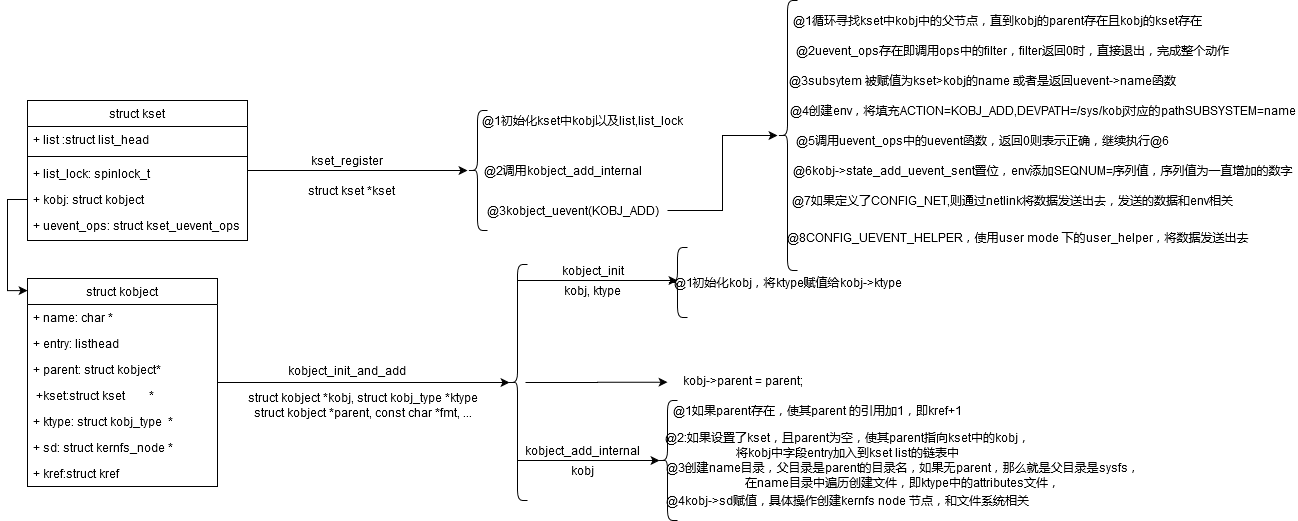 struct kset
+ list :struct list_head
+ list_lock: spinlock_t
+ kobj: struct kobject
+ uevent_ops: struct kset_uevent_ops
kset_register
struct kset *kset
@1初始化kset中kobj以及list,list_lock
@2调用kobject_add_internal
@3kobject_uevent(KOBJ_ADD)
@1循环寻找kset中kobj中的父节点，直到kobj的parent存在且kobj的kset存在
@2uevent_ops存在即调用ops中的filter，filter返回0时，直接退出，完成整个动作
@3subsytem 被赋值为kset>kobj的name 或者是返回uevent->name函数
@4创建env，将填充ACTION=KOBJ_ADD,DEVPATH=/sys/kobj对应的pathSUBSYSTEM=name
@5调用uevent_ops中的uevent函数，返回0则表示正确，继续执行@6
@6kobj->state_add_uevent_sent置位，env添加SEQNUM=序列值，序列值为一直增加的数字
@7如果定义了CONFIG_NET,则通过netlink将数据发送出去，发送的数据和env相关
@8CONFIG_UEVENT_HELPER，使用user mode 下的user_helper，将数据发送出去
struct kobject
+ name: char *
+ entry: listhead
+ parent: struct kobject*
+kset:struct kset *
+ ktype: struct kobj_type *
+ sd: struct kernfs_node *
+ kref:struct kref
kobject_init_and_add
struct kobject *kobj, struct kobj_type *ktype
struct kobject *parent, const char *fmt, ...
kobject_init
kobj, ktype
@1初始化kobj，将ktype赋值给kobj->ktype
kobj->parent = parent;
kobject_add_internal
kobj
@1如果parent存在，使其parent 的引用加1，即kref+1
@2:如果设置了kset，且parent为空，使其parent指向kset中的kobj，
将kobj中字段entry加入到kset list的链表中
@3创建name目录，父目录是parent的目录名，如果无parent，那么就是父目录是sysfs，
在name目录中遍历创建文件，即ktype中的attributes文件，
@4kobj->sd赋值，具体操作创建kernfs node 节点，和文件系统相关